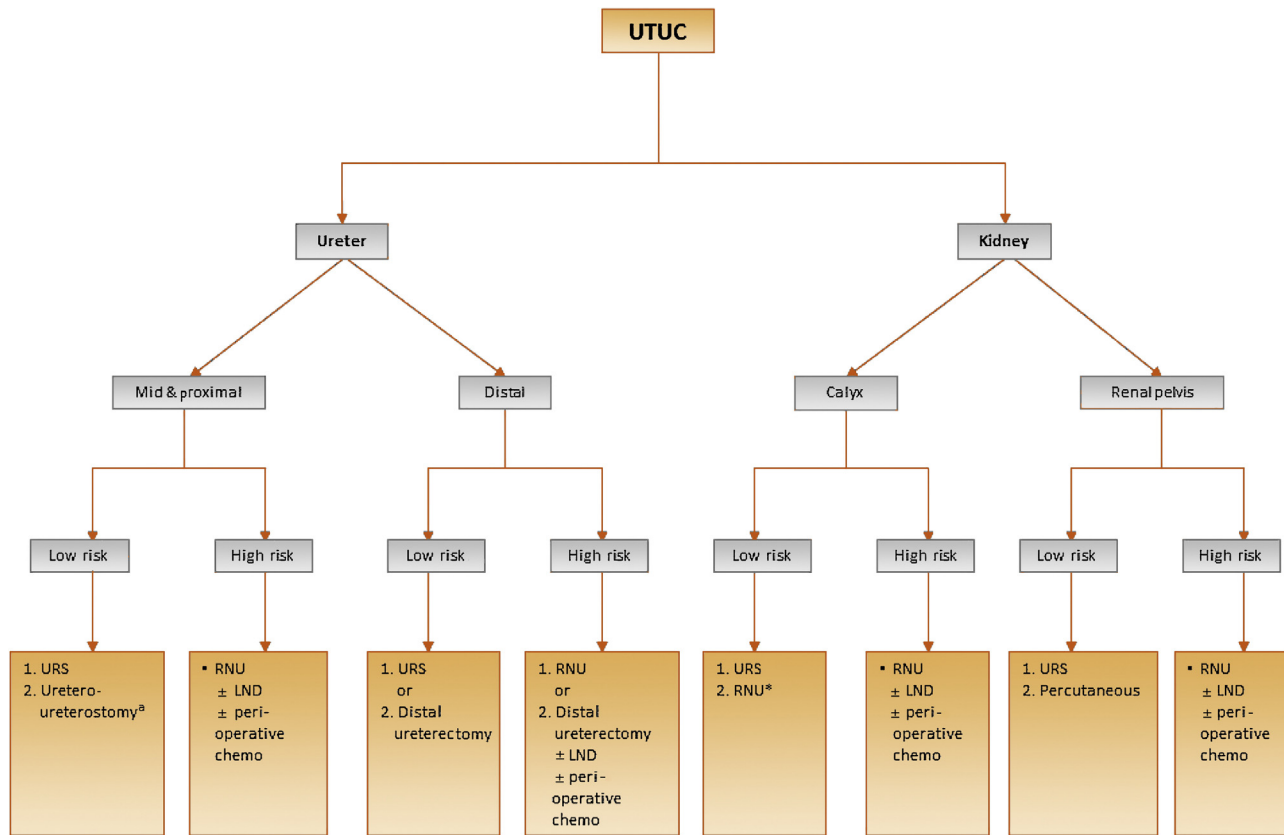 UTUC
Ureter
Kidney
Mid & proximal
Distal
Calyx
Renal pelvis
Low risk
High risk
Low risk
High risk
Low risk
High risk
Low risk
High risk
1. URS
2. Uretero-
ureterostomyᵃ
▪ RNU
± LND
± peri-
operative
chemo
1. URS
or
2. Distal
ureterectomy
1. RNU
or
2. Distal
ureterectomy
± LND
± peri-
operative
chemo
1. URS
2. RNU*
▪ RNU
± LND
± peri-
operative
chemo
1. URS
2. Percutaneous
▪ RNU
± LND
± peri-
operative
chemo